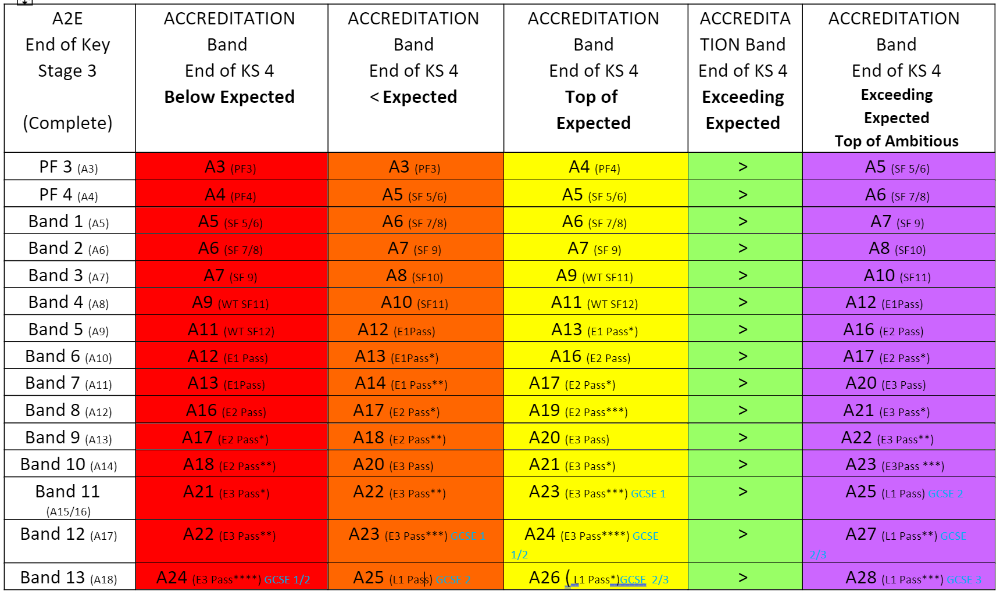 A2E
End of Key
Stage 3
(Complete)
ACCREDITATION
Band
End of KS 4
Below Expected
ACCREDITATION
Band
End of KS 4
< Expected
ACCREDITATION
Band
End of KS 4
Top of
Expected
ACCREDITA
TION Band
End of KS 4
Exceeding
Expected
ACCREDITATION
Band
End of KS 4
Exceeding
Expected
Top of Ambitious
PF 3 (A3) A3 (PF3) A3 (PF3) A4 (PF4) > A5 (SF 5/6)
PF 4 (A4) A4 (PF4) A5 (SF 5/6) A5 (SF 5/6) > A6 (SF 7/8)
Band 1 (A5) A5 (SF 5/6) A6 (SF 7/8) A6 (SF 7/8) > A7 (SF 9)
Band 2 (A6) A6 (SF 7/8) A7 (SF 9) A7 (SF 9) > A8 (SF10)
Band 3 (A7) A7 (SF 9) A8 (SF10) A9 (WT SF11) > A10 (SF11)
Band 4 (A8) A9 (WT SF11) A10 (SF11) A11 (WT SF12) > A12 (E1Pass)
Band 5 (A9) A11 (WT SF12) A12 (E1Pass) A13 (E1 Pass*) > A16 (E2 Pass)
Band 6 (A10) A12 (E1 Pass) A13 (E1Pass*) A16 (E2 Pass) > A17 (E2 Pass*)
Band 7 (A11) A13 (E1Pass) A14 (E1 Pass**) A17 (E2 Pass*) > A20 (E3 Pass)
Band 8 (A12) A16 (E2 Pass) A17 (E2 Pass*) A19 (E2 Pass***) > A21 (E3 Pass*)
Band 9 (A13) A17 (E2 Pass*) A18 (E2 Pass**) A20 (E3 Pass) > A22 (E3 Pass**)
Band 10 (A14) A18 (E2 Pass**) A20 (E3 Pass) A21 (E3 Pass*) > A23 (E3Pass ***)
Band 11 A21 (E3 Pass*) A22 (E3 Pass**) A23 (E3 Pass***) GCSE 1 > A25 (L1 Pass) GCSE 2
(A15/16)
Band 12 (A17) A22 (E3 Pass**) A23 (E3 Pass***) GCSE 1 A24 (E3 Pass****) GCSE > A27 (L1 Pass**) GCSE
1/2 2/3
Band 13 (A18) A24 (E3 Pass****) GCSE 1/2 A25 (L1 Pass) GCSE 2 A26 ( L1 Pass*)GCSE 2/3 > A28 (L1 Pass***) GCSE 3